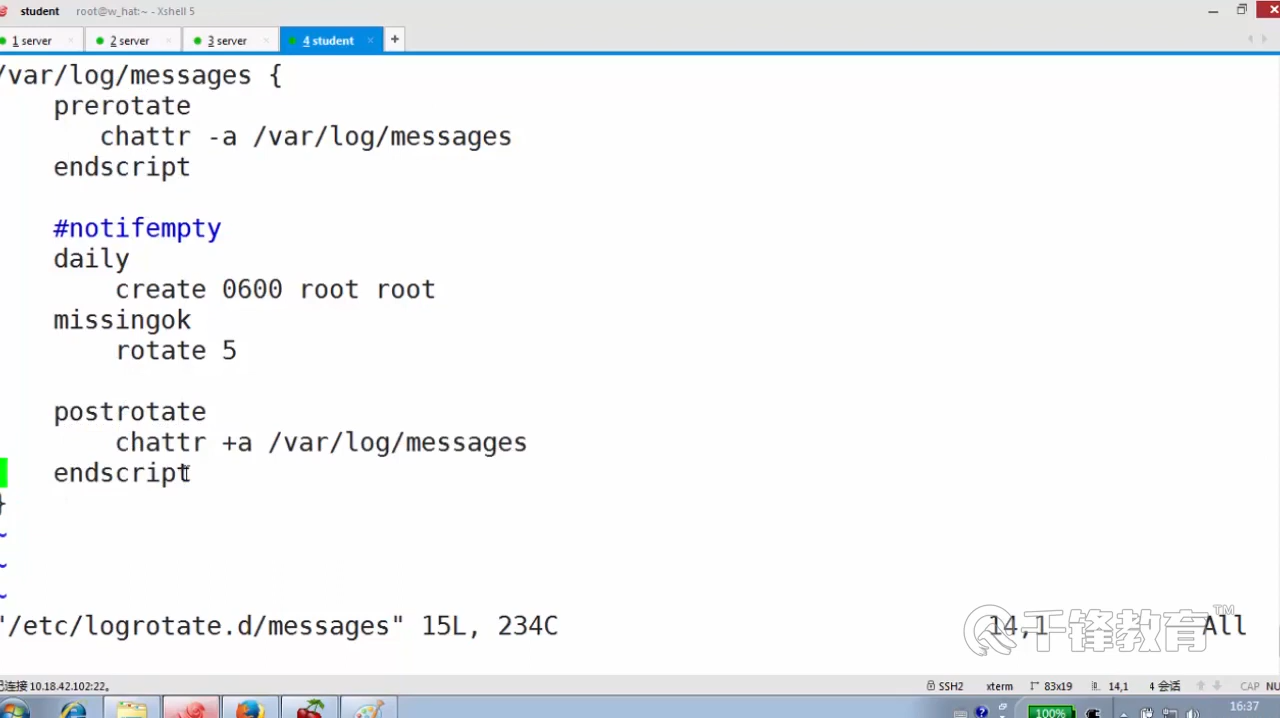 student root@w_hat:~ - Xshell 5
1 server 2 server 3 server 4 student +
/var/log/messages {
prerotate
chattr -a /var/log/messages
endscript
#notifempty
daily
create 0600 root root
missingok
rotate 5
postrotate
chattr +a /var/log/messages
endscript
}
~
~
~
"/etc/logrotate.d/messages" 15L, 234C 14,1 All
千锋教育 TM
已连接 10.18.42.102:22。 SSH2 xterm 83x19 14,1 4 会话 CAP NU
100% 16:37